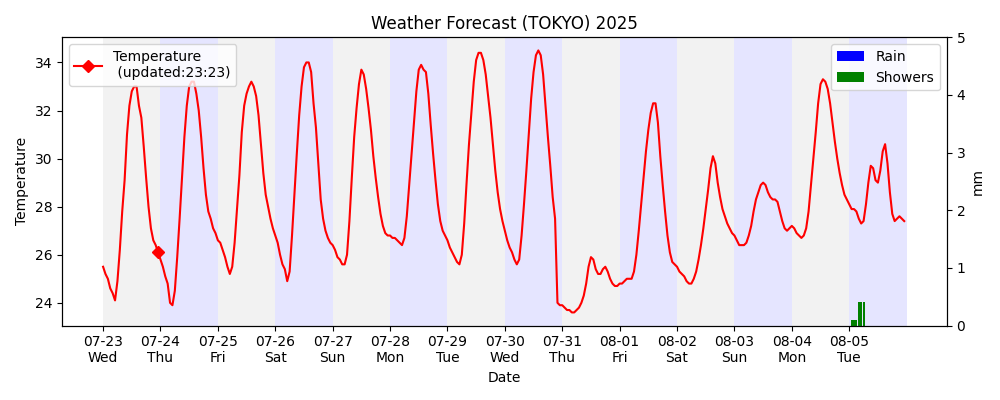 Weather Forecast (TOKYO) 2025
Temperature
(updated:23:23)
Rain
Showers
Temperature
34
32
30
28
26
24
5
4
3
2
1
0
mm
07-23
Wed
07-24
Thu
07-25
Fri
07-26
Sat
07-27
Sun
07-28
Mon
07-29
Tue
07-30
Wed
07-31
Thu
08-01
Fri
08-02
Sat
08-03
Sun
08-04
Mon
08-05
Tue
Date